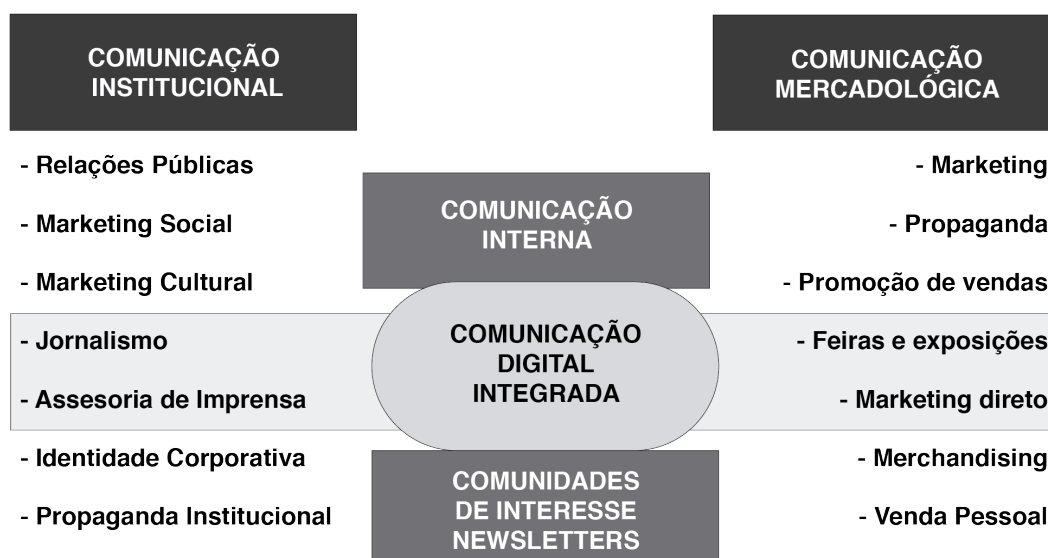 COMUNICAÇÃO
INSTITUCIONAL
- Relações Públicas
- Marketing Social
- Marketing Cultural
- Jornalismo
- Assesoria de Imprensa
- Identidade Corporativa
- Propaganda Institucional
COMUNICAÇÃO
INTERNA
COMUNICAÇÃO
DIGITAL
INTEGRADA
COMUNIDADES
DE INTERESSE
NEWSLETTERS
COMUNICAÇÃO
MERCADOLÓGICA
- Marketing
- Propaganda
- Promoção de vendas
- Feiras e exposições
- Marketing direto
- Merchandising
- Venda Pessoal